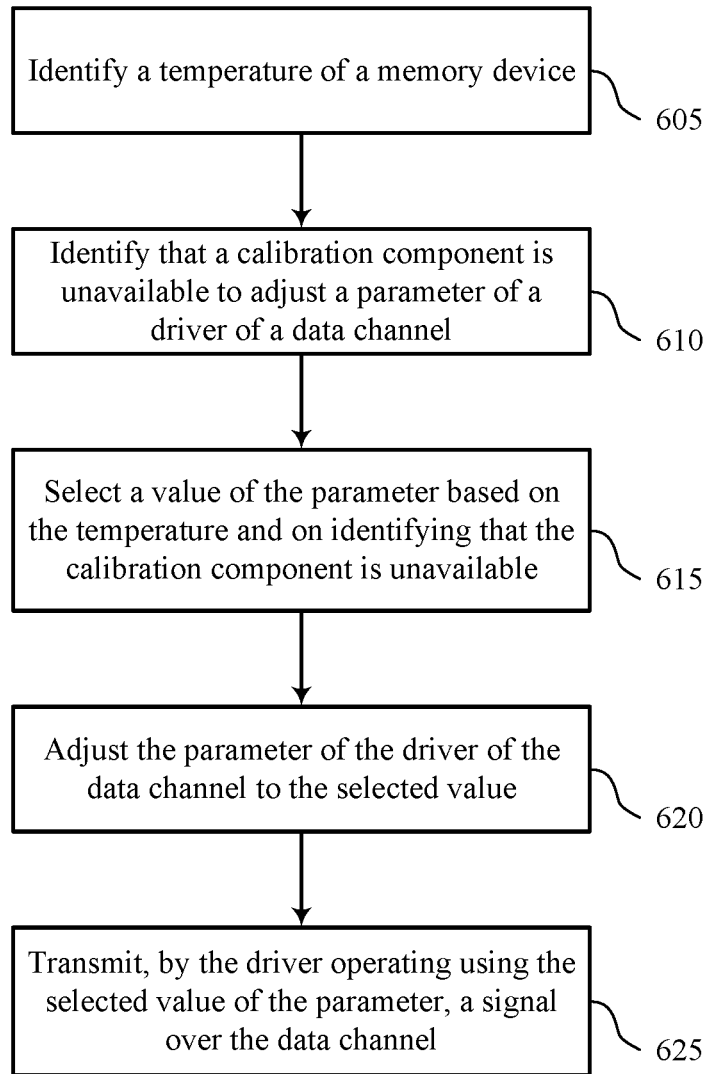 Identify a temperature of a memory device
605
Identify that a calibration component is
unavailable to adjust a parameter of a
driver of a data channel
610
Select a value of the parameter based on
the temperature and on identifying that the
calibration component is unavailable
615
Adjust the parameter of the driver of the
data channel to the selected value
620
Transmit, by the driver operating using the
selected value of the parameter, a signal
over the data channel
625